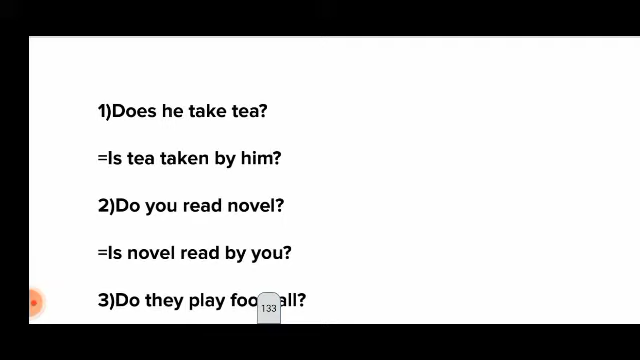 1)Does he take tea?
=Is tea taken by him?
2)Do you read novel?
=Is novel read by you?
3)Do they play
133